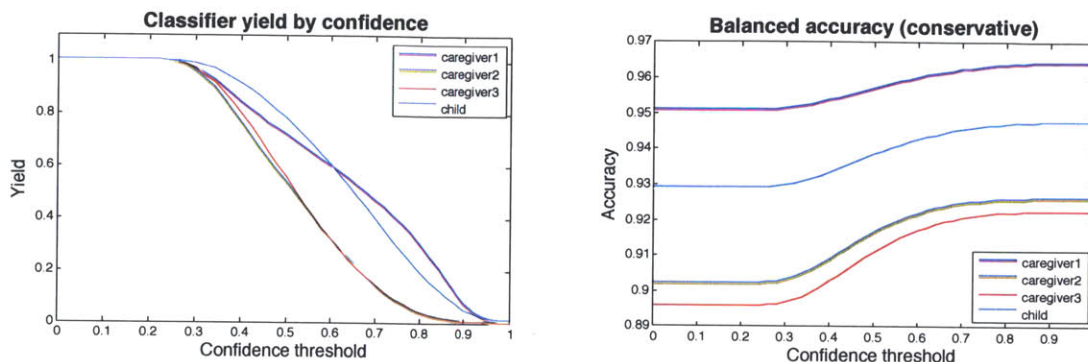 Classifier yield by confidence
1
0.8
0.6
0.4
0.2
0
Yield
0 0.1 0.2 0.3 0.4 0.5 0.6 0.7 0.8 0.9 1
Confidence threshold
caregiver1
caregiver2
caregiver3
child
Balanced accuracy (conservative)
0.97
0.96
0.95
0.94
0.93
0.92
0.91
0.9
0.89
Accuracy
0 0.1 0.2 0.3 0.4 0.5 0.6 0.7 0.8 0.9
Confidence threshold
caregiver1
caregiver2
caregiver3
child